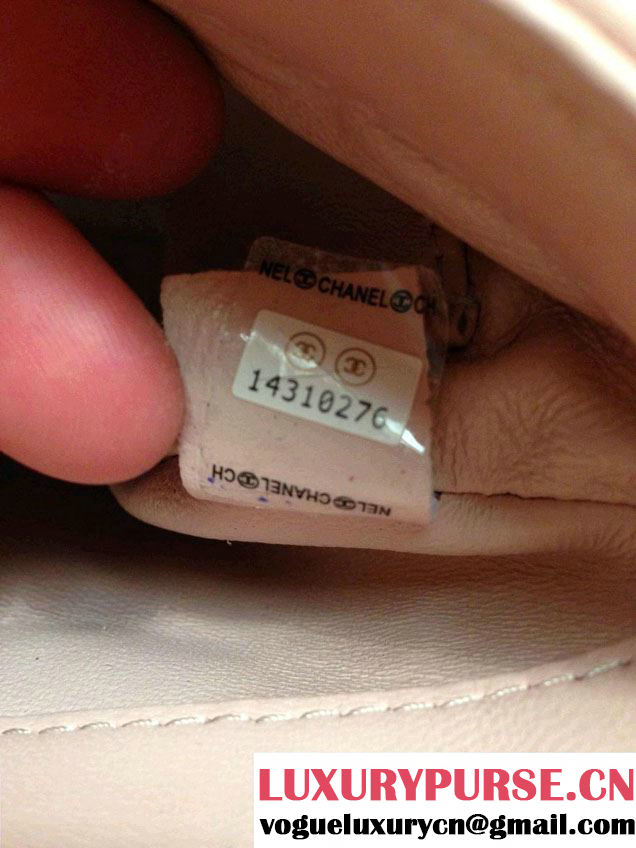 NEL CHANEL CH
14310276
NEL CHANEL CH
LUXURYPURSE.CN
vogueluxurycn@gmail.com